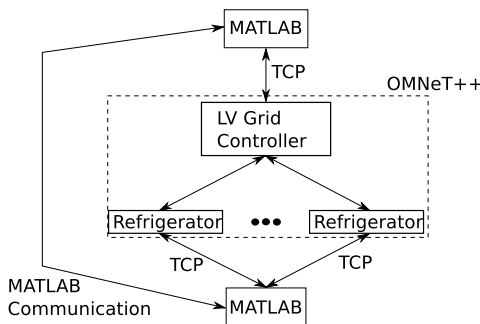 MATLAB
TCP
OMNeT++
LV Grid
Controller
Refrigerator
Refrigerator
TCP
TCP
MATLAB
Communication
MATLAB